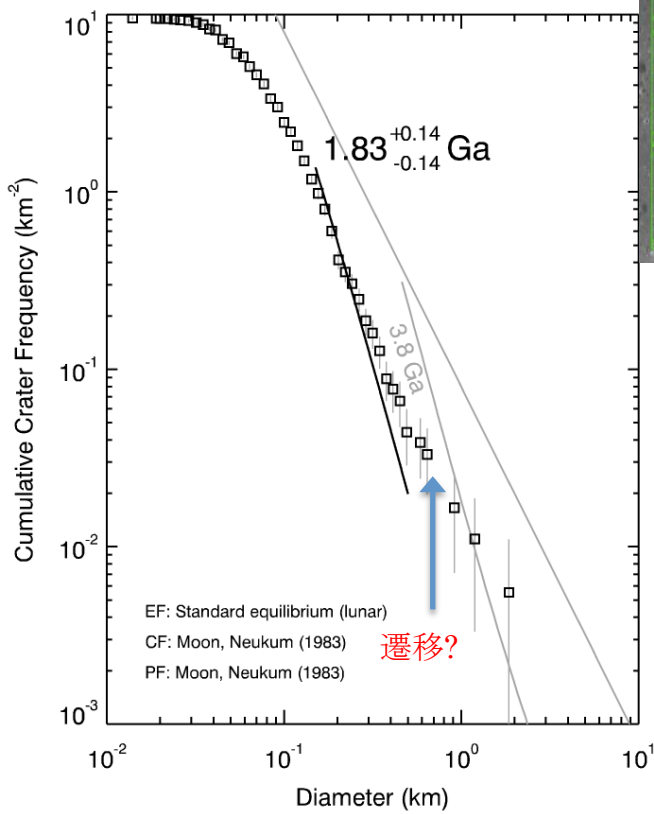 10¹
10⁰
10⁻¹
10⁻²
10⁻³
Cumulative Crater Frequency (km⁻²)
1.83 +0.14 -0.14 Ga
3.8 Ga
EF: Standard equilibrium (lunar)
CF: Moon, Neukum (1983)
PF: Moon, Neukum (1983)
遷移?
10⁻² 10⁻¹ 10⁰ 10¹
Diameter (km)